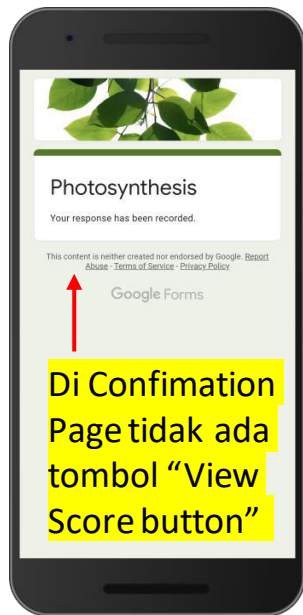 Photosynthesis
Your response has been recorded.
This content is neither created nor endorsed by Google. Report
Abuse - Terms of Service - Privacy Policy
Google Forms
Di Confimation
Page tidak ada
tombol “View
Score button”